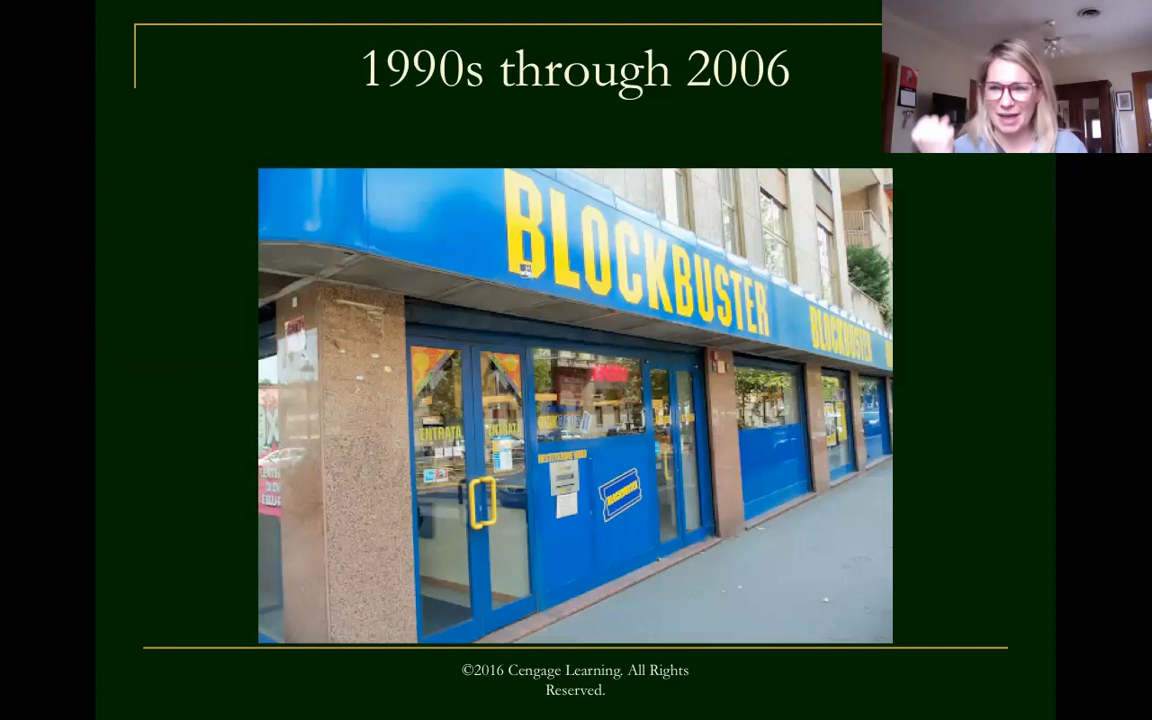 1990s through 2006
BLOCKBUSTER
BLOCKBUSTER
ENTRATA
ENTRATA
BLOCKBUSTER
©2016 Cengage Learning. All Rights
Reserved.